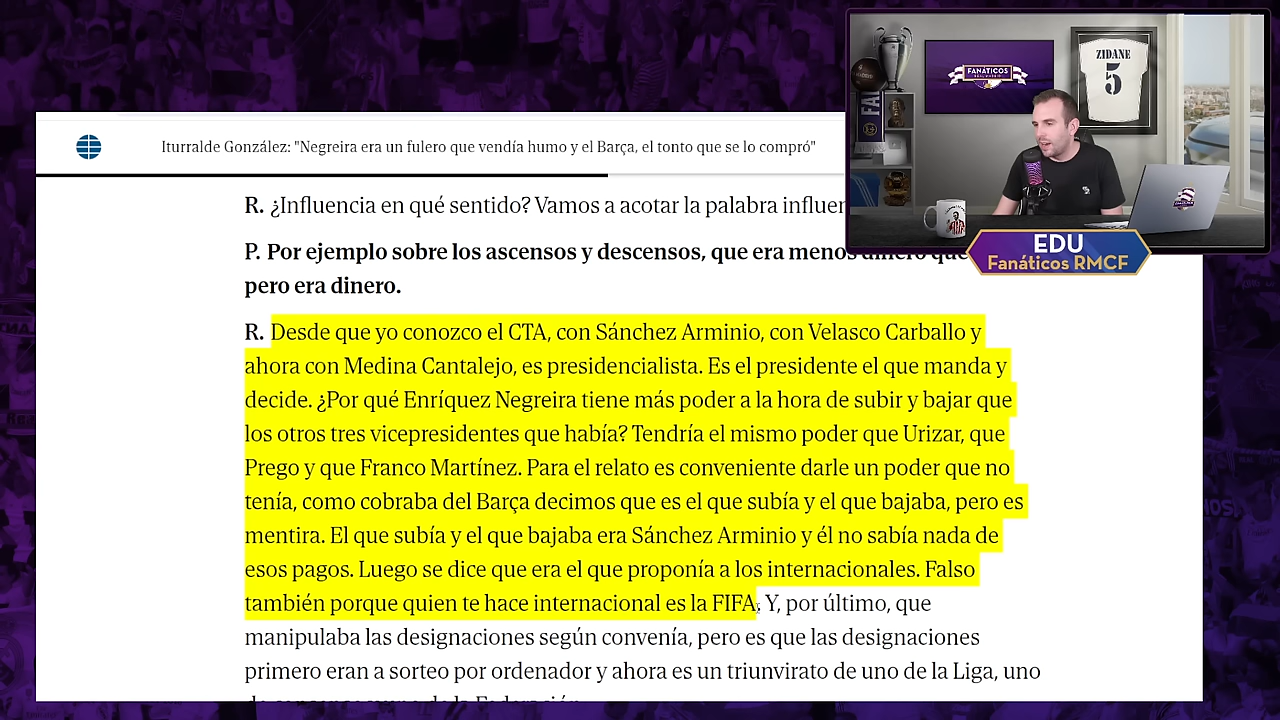 Iturralde González: "Negreira era un fulero que vendía humo y el Barça, el tonto que se lo compró"
R. ¿Influencia en qué sentido? Vamos a acotar la palabra
P. Por ejemplo sobre los ascensos y descensos, que era menos dinero
pero era dinero.
R. Desde que yo conozco el CTA, con Sánchez Arminio, con Velasco Carballo y
ahora con Medina Cantalejo, es presidencialista. Es el presidente el que manda y
decide. ¿Por qué Enríquez Negreira tiene más poder a la hora de subir y bajar que
los otros tres vicepresidentes que había? Tendría el mismo poder que Urizar, que
Prego y que Franco Martínez. Para el relato es conveniente darle un poder que no
tenía, como cobraba del Barça decimos que es el que subía y el que bajaba, pero es
mentira. El que subía y el que bajaba era Sánchez Arminio y él no sabía nada de
esos pagos. Luego se dice que era el que proponía a los internacionales. Falso
también porque quien te hace internacional es la FIFA. Y, por último, que
manipulaba las designaciones según convenía, pero es que las designaciones
primero eran a sorteo por ordenador y ahora es un triunvirato de uno de la Liga, uno
FANÁTICOS
ZIDANE
5
EDU
Fanáticos RMCF